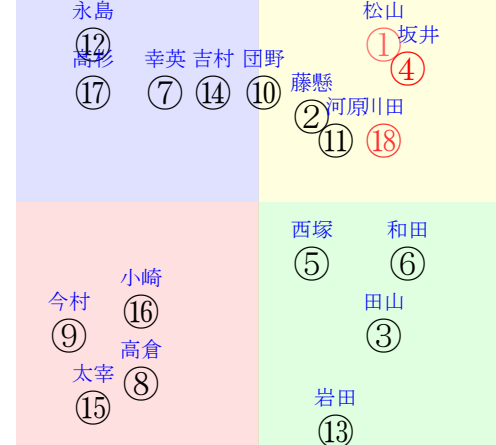 永島
松山
⑫
①
坂井
高杉
幸英
吉村
団野
④
⑰
⑦
⑭
⑩
藤懸
②
河原
川田
⑪
⑱
西塚
和田
⑤
⑥
小崎
⑯
今村
田山
⑨
③
高倉
⑧
太宰
⑮
岩田
⑬